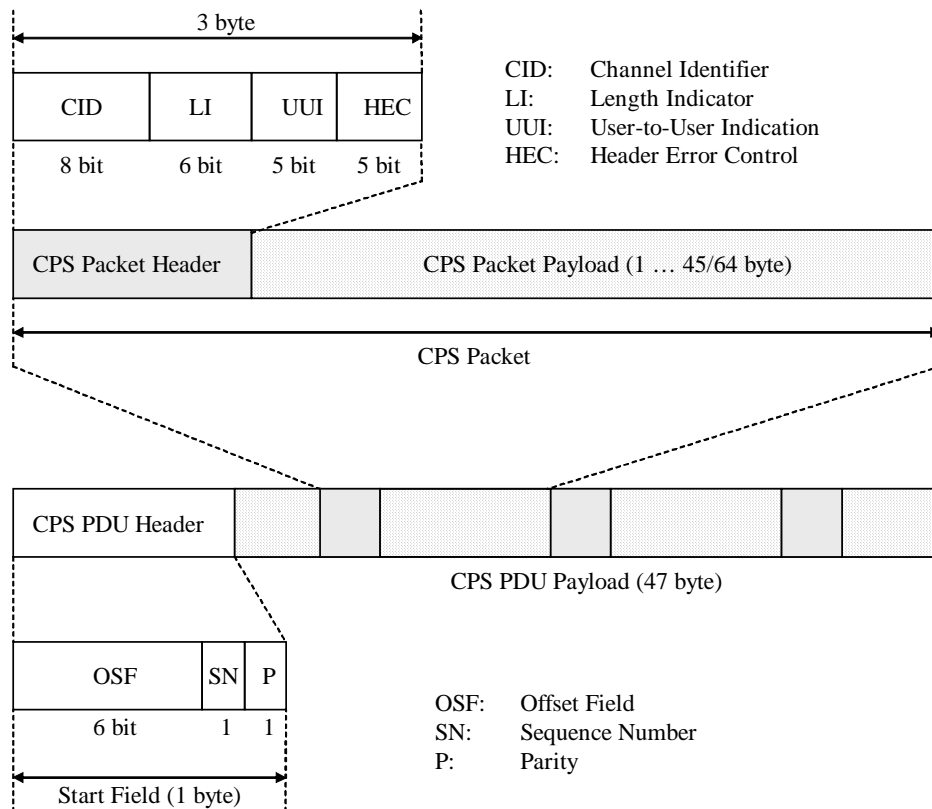 3 byte
CID LI UUI HEC
8 bit 6 bit 5 bit 5 bit
CID: Channel Identifier
LI: Length Indicator
UUI: User-to-User Indication
HEC: Header Error Control
CPS Packet Header CPS Packet Payload (1 … 45/64 byte)
CPS Packet
CPS PDU Header
CPS PDU Payload (47 byte)
OSF SN P
6 bit 1 1
Start Field (1 byte)
OSF: Offset Field
SN: Sequence Number
P: Parity